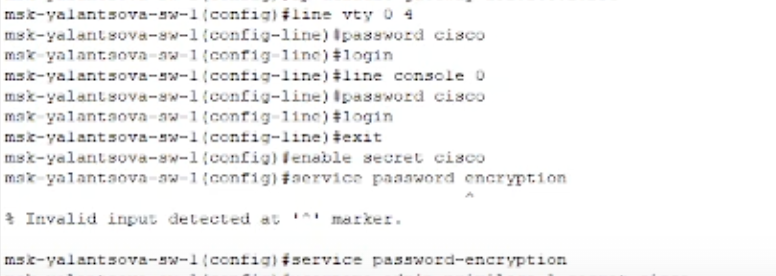 msk-yalantsova-sw-1(config)#line vty 0 4
msk-yalantsova-sw-1(config-line)#password cisco
msk-yalantsova-sw-1(config-line)#login
msk-yalantsova-sw-1(config-line)#line console 0
msk-yalantsova-sw-1(config-line)#password cisco
msk-yalantsova-sw-1(config-line)#login
msk-yalantsova-sw-1(config-line)#exit
msk-yalantsova-sw-1(config)#enable secret cisco
msk-yalantsova-sw-1(config)#service password encryption
^
% Invalid input detected at '^' marker.
msk-yalantsova-sw-1(config)#service password-encryption